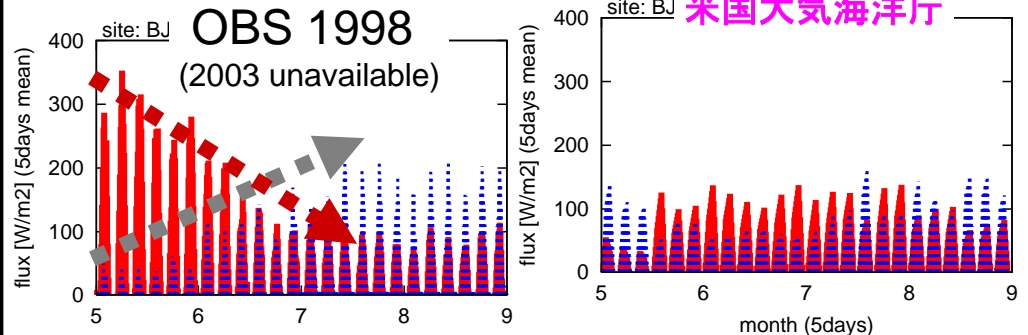 site: BJ
OBS 1998
(2003 unavailable)
flux [W/m2] (5days mean)
400
300
200
100
0
5
6
7
8
9
site: BJ
米国大気海洋庁
flux [W/m2] (5days mean)
400
300
200
100
0
5
6
7
8
9
month (5days)